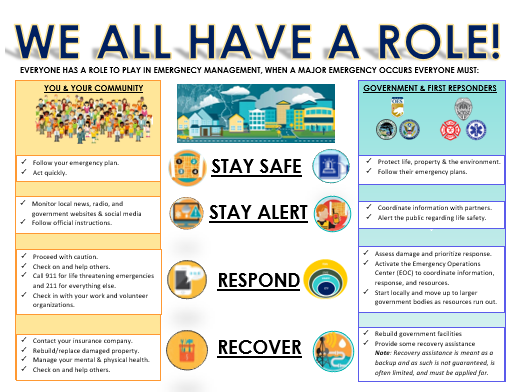 WE ALL HAVE A ROLE!
EVERYONE HAS A ROLE TO PLAY IN EMERGNECY MANAGEMENT, WHEN A MAJOR EMERGENCY OCCURS EVERYONE MUST:
YOU & YOUR COMMUNITY
✓ Follow your emergency plan.
✓ Act quickly.
✓ Monitor local news, radio, and
government websites & social media
✓ Follow official instructions.
✓ Proceed with caution.
✓ Check on and help others.
✓ Call 911 for life threatening emergencies
and 211 for everything else.
✓ Check in with your work and volunteer
organizations.
✓ Contact your insurance company.
✓ Rebuild/replace damaged property.
✓ Manage your mental & physical health.
✓ Check on and help others.
STAY SAFE
STAY ALERT
RESPOND
RECOVER
GOVERNMENT & FIRST REPSONDERS
✓ Protect life, property & the environment.
✓ Follow their emergency plans.
✓ Coordinate information with partners.
✓ Alert the public regarding life safety.
✓ Assess damage and prioritize response.
✓ Activate the Emergency Operations
Center (EOC) to coordinate information,
response, and resources.
✓ Start locally and move up to larger
government bodies as resources run out.
✓ Rebuild government facilities
✓ Provide some recovery assistance
Note: Recovery assistance is meant as a
backup and as such is not guaranteed, is
often limited, and must be applied for.